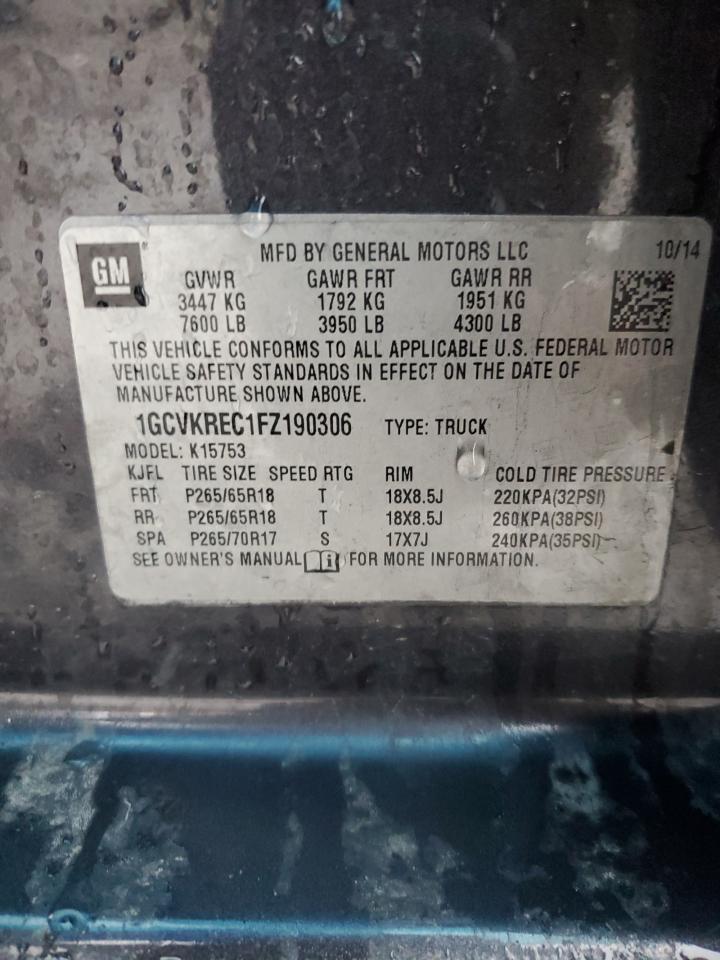 GM
MFD BY GENERAL MOTORS LLC 10/14
GVWR GAWR FRT GAWR RR
3447 KG 1792 KG 1951 KG
7600 LB 3950 LB 4300 LB
THIS VEHICLE CONFORMS TO ALL APPLICABLE U.S. FEDERAL MOTOR
VEHICLE SAFETY STANDARDS IN EFFECT ON THE DATE OF
MANUFACTURE SHOWN ABOVE.
1GCVKREC1FZ190306 TYPE: TRUCK
MODEL: K15753
KJFL TIRE SIZE SPEED RTG RIM COLD TIRE PRESSURE
FRT P265/65R18 T 18X8.5J 220KPA(32PSI)
RR P265/65R18 T 18X8.5J 260KPA(38PSI)
SPA P265/70R17 S 17X7J 240KPA(35PSI)
SEE OWNER'S MANUAL i FOR MORE INFORMATION.